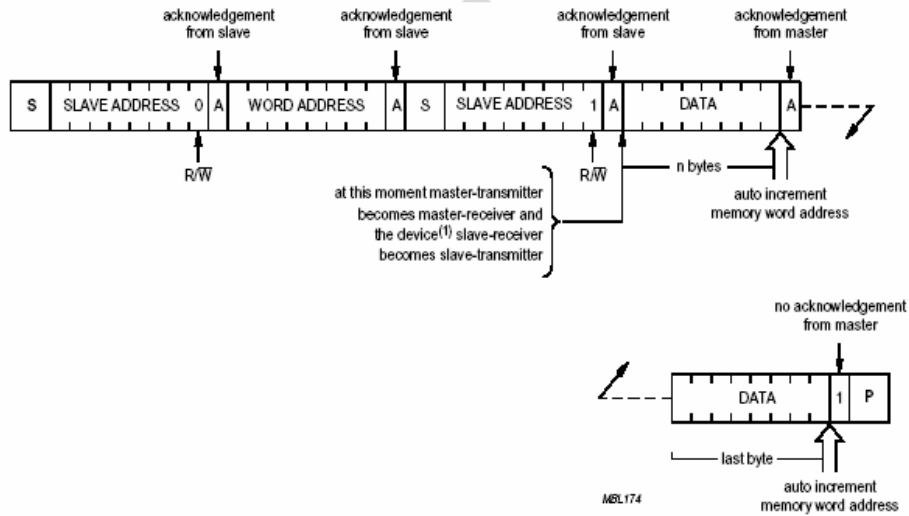 acknowledgement
from slave
acknowledgement
from slave
acknowledgement
from slave
acknowledgement
from master
S SLAVE ADDRESS 0 A WORD ADDRESS A S SLAVE ADDRESS 1 A DATA A
R/W̅
R/W̅
n bytes
auto increment
memory word address
at this moment master-transmitter
becomes master-receiver and
the device(1) slave-receiver
becomes slave-transmitter
no acknowledgement
from master
DATA 1 P
last byte
auto increment
memory word address
MBL174